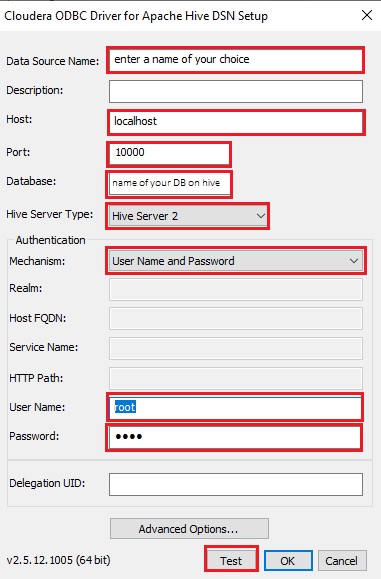 Cloudera ODBC Driver for Apache Hive DSN Setup
Data Source Name: enter a name of your choice
Description:
Host: localhost
Port: 10000
Database: name of your DB on hive
Hive Server Type: Hive Server 2
Authentication
Mechanism: User Name and Password
Realm:
Host FQDN:
Service Name:
HTTP Path:
User Name: root
Password: ●●●●
Delegation UID:
Advanced Options...
v2.5.12.1005 (64 bit) Test OK Cancel